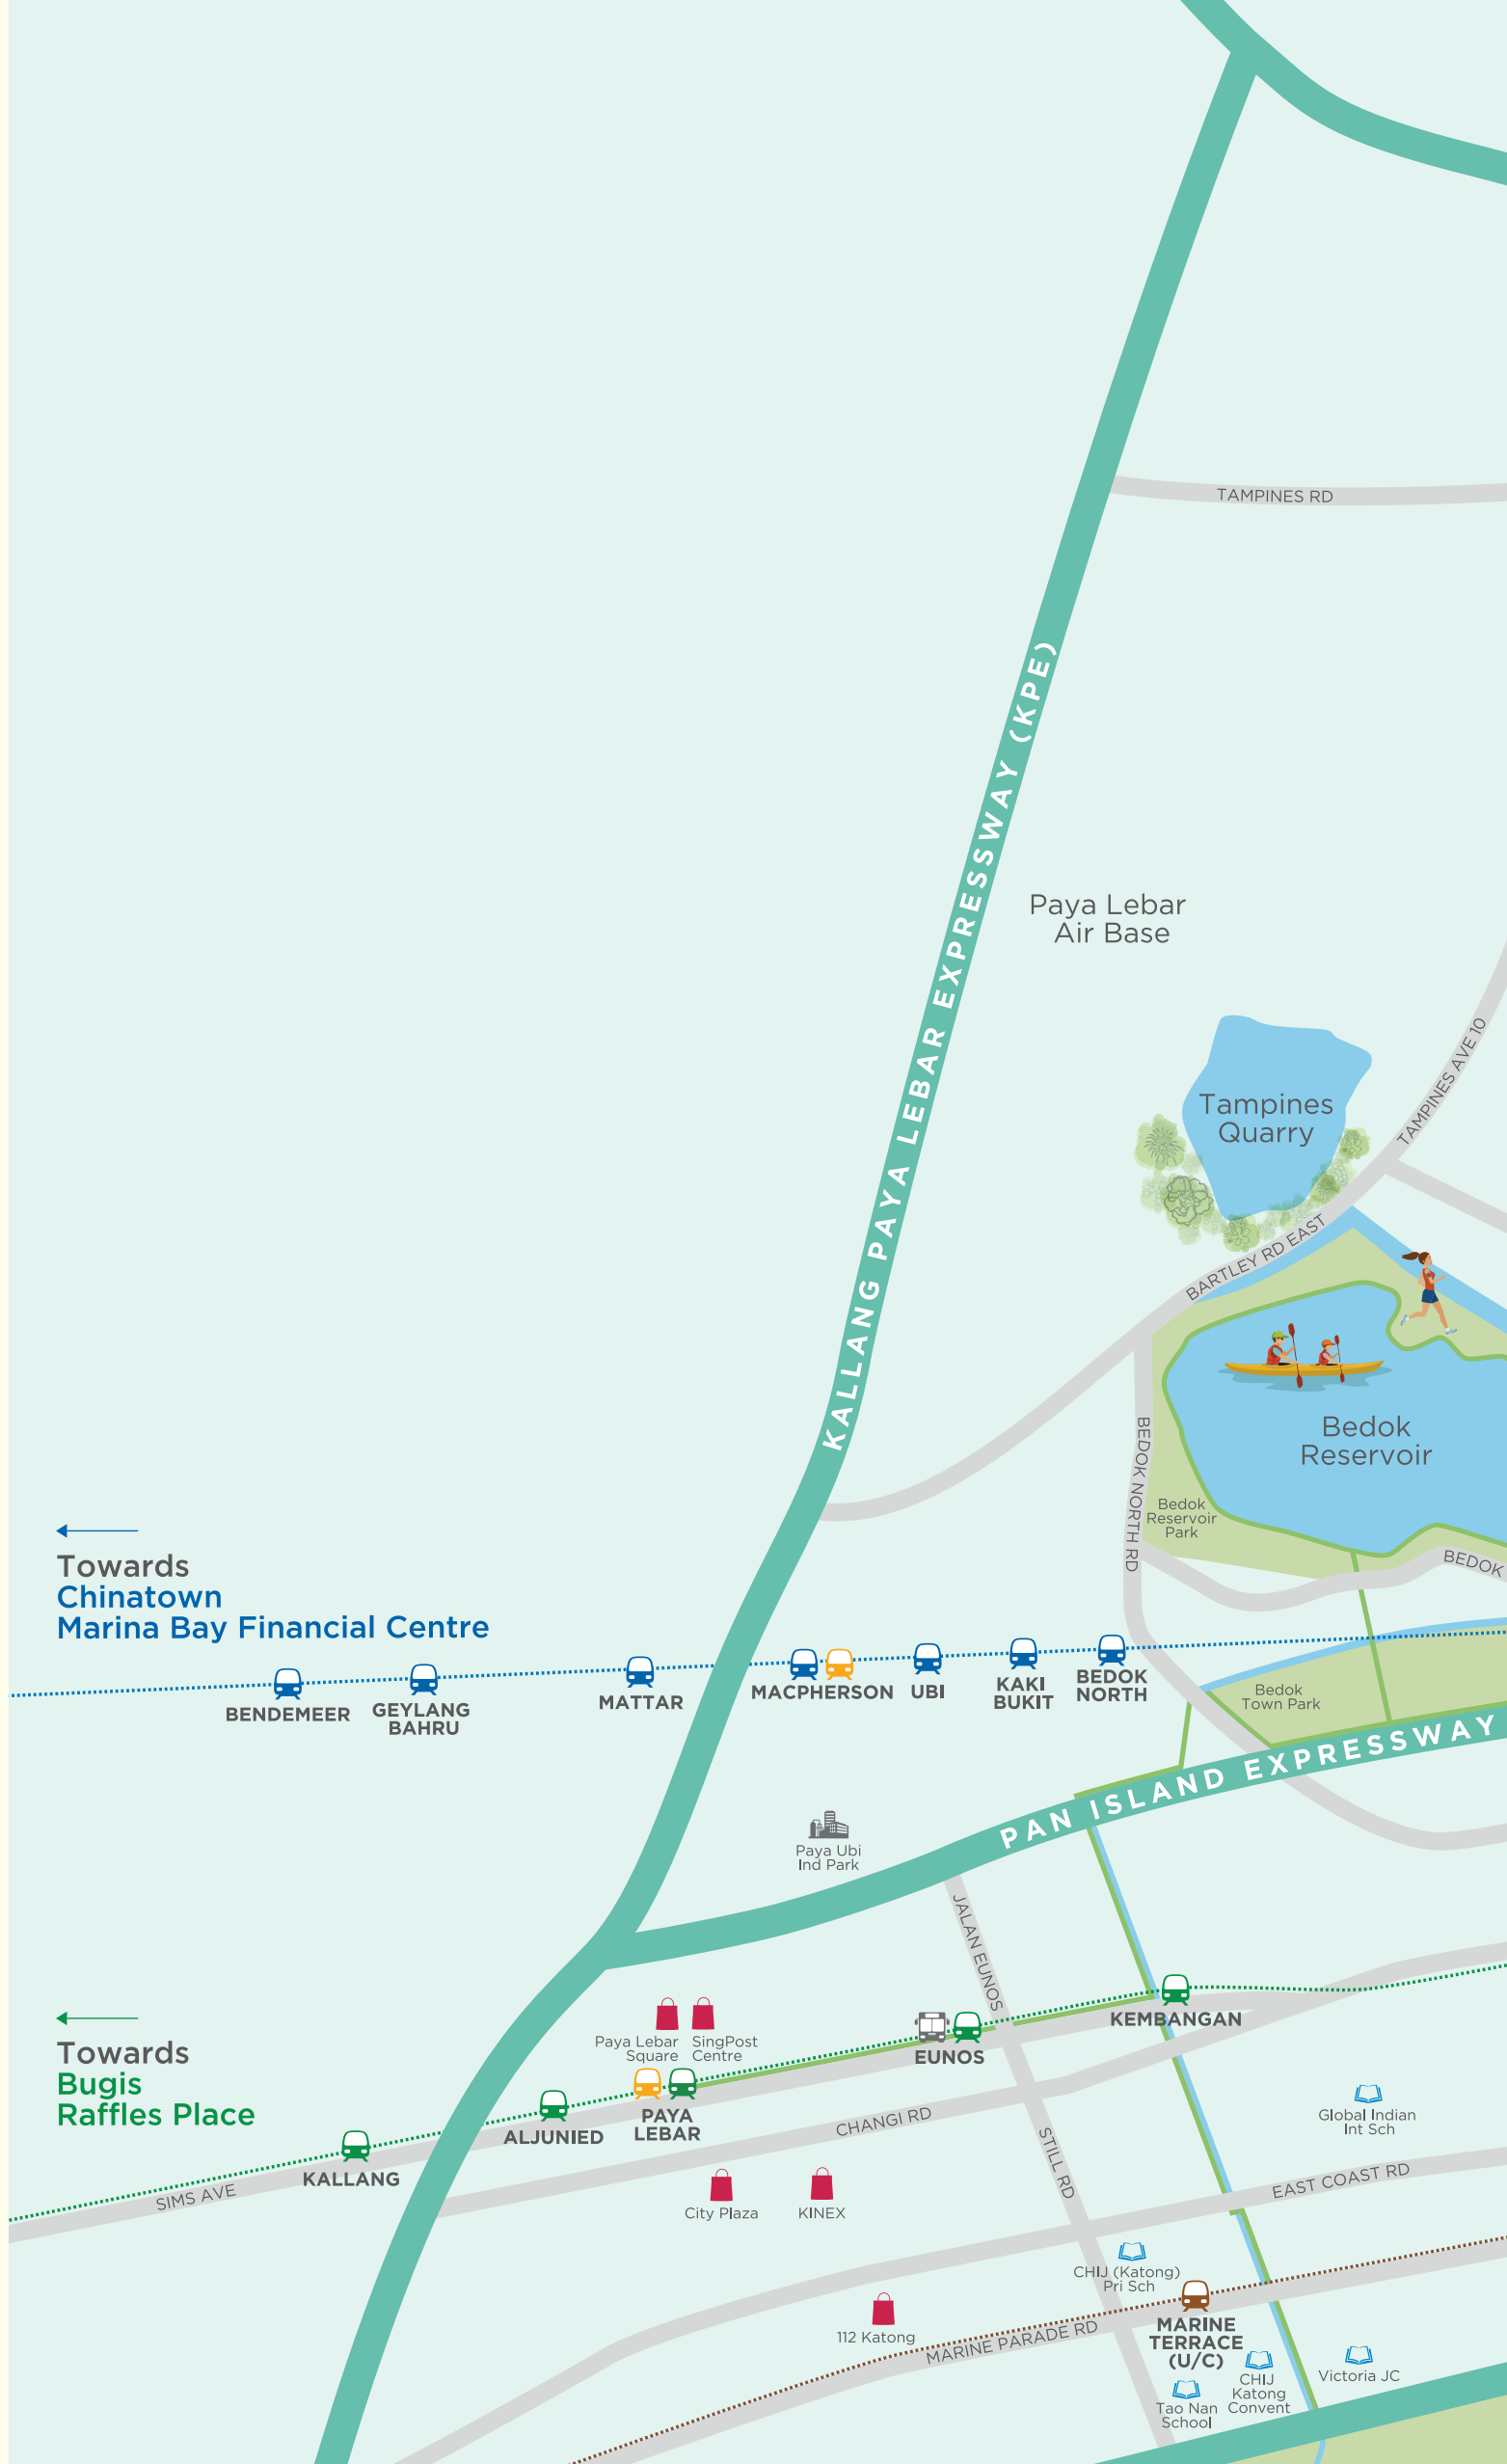 TAMPINES RD
KALLANG PAYA LEBAR EXPRESSWAY (KPE)
Paya Lebar
Air Base
TAMPINES AVE 10
Tampines
Quarry
BARTLEY RD EAST
Bedok
Reservoir
BEDOK NORTH RD
Bedok
Reservoir
Park
BEDOK
Towards
Chinatown
Marina Bay Financial Centre
BENDEMEER
GEYLANG
BAHRU
MATTAR
MACPHERSON
UBI
KAKI
BUKIT
BEDOK
NORTH
Bedok
Town Park
PAN ISLAND EXPRESSWAY
Paya Ubi
Ind Park
JALAN EUNOS
Towards
Bugis
Raffles Place
Paya Lebar
Square
SingPost
Centre
EUNOS
KEMBANGAN
PAYA
LEBAR
ALJUNIED
KALLANG
SIMS AVE
CHANGI RD
STILL RD
Global Indian
Int Sch
EAST COAST RD
City Plaza
KINEX
CHIJ (Katong)
Pri Sch
112 Katong
MARINE PARADE RD
MARINE
TERRACE
(U/C)
CHIJ
Katong
Convent
Tao Nan
School
Victoria JC